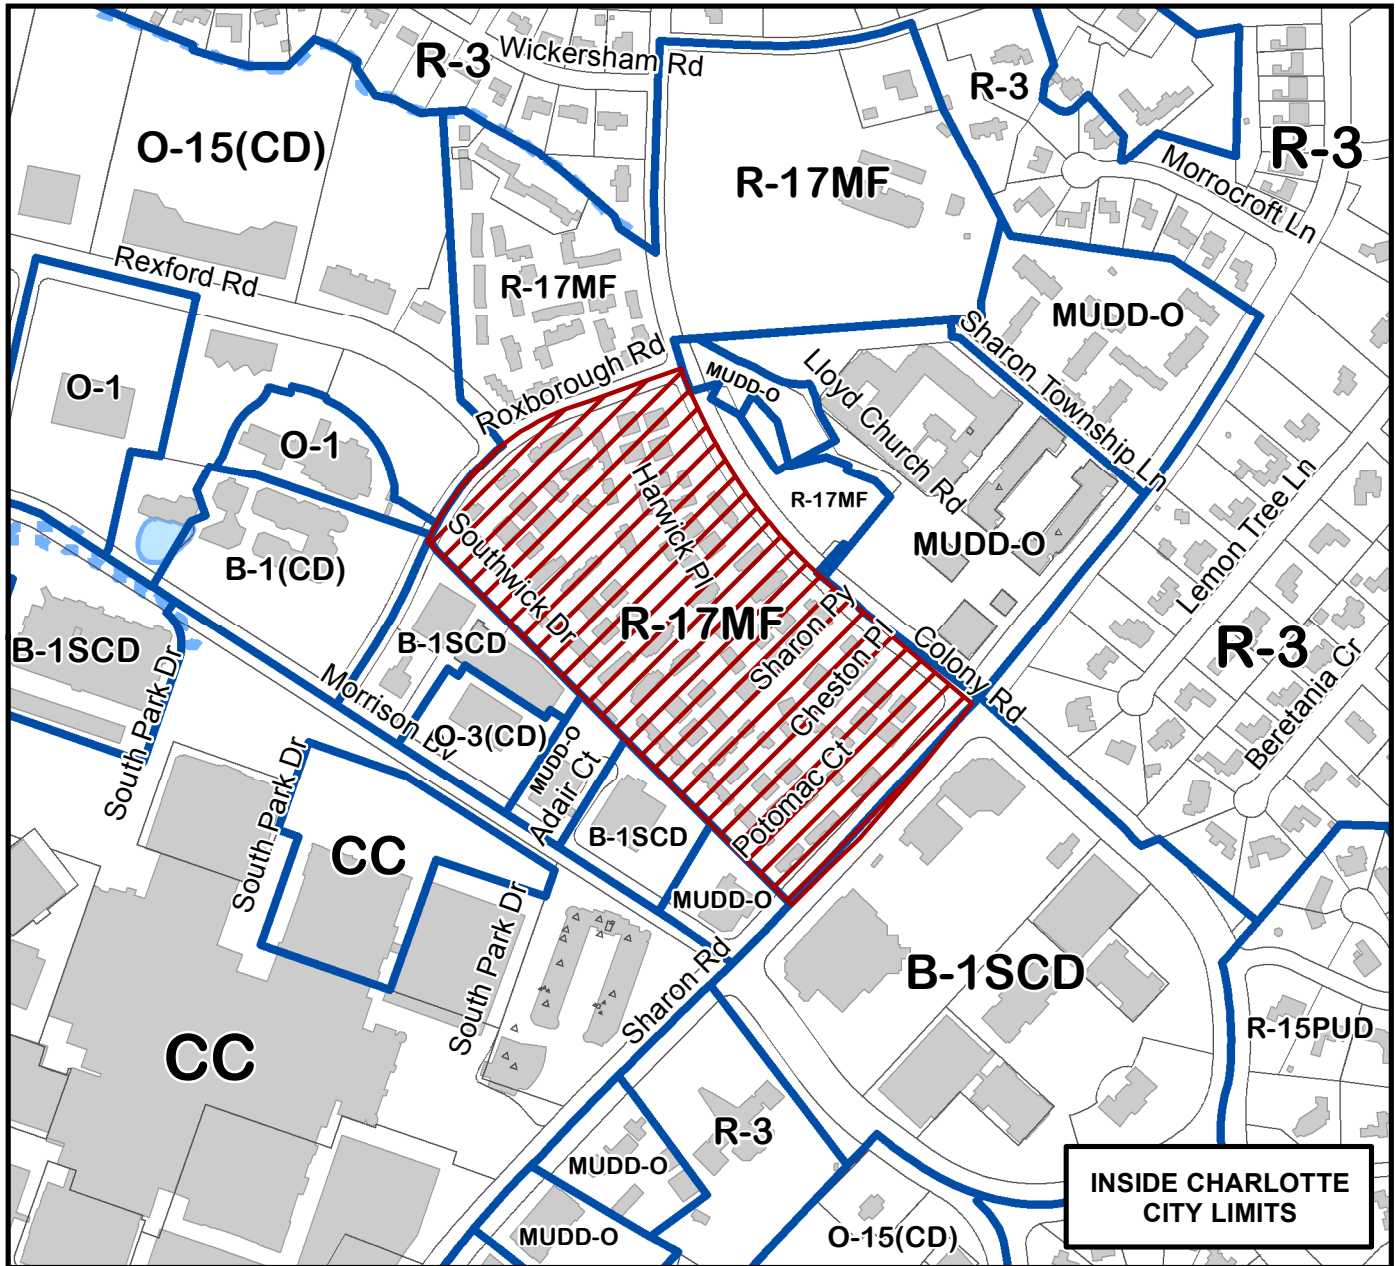 R-3
Wickersham Rd
R-3
R-3
O-15(CD)
R-17MF
Morrocroft Ln
Rexford Rd
R-17MF
MUDD-O
Sharon Township Ln
O-1
Roxborough Rd
MUDD-O
Lloyd Church Rd
O-1
Harwick Pl
R-17MF
Lemon Tree Ln
Southwick Dr
MUDD-O
B-1(CD)
R-17MF
Sharon Py
Cheston Pl
Colony Rd
R-3
Beretania Cr
B-1SCD
B-1SCD
South Park Dr
Morrison Bv
O-3(CD)
MUDD-O
Adair Ct
Potomac Ct
South Park Dr
CC
B-1SCD
MUDD-O
South Park Dr
Sharon Rd
B-1SCD
R-15PUD
CC
R-3
MUDD-O
MUDD-O
O-15(CD)
INSIDE CHARLOTTE
CITY LIMITS